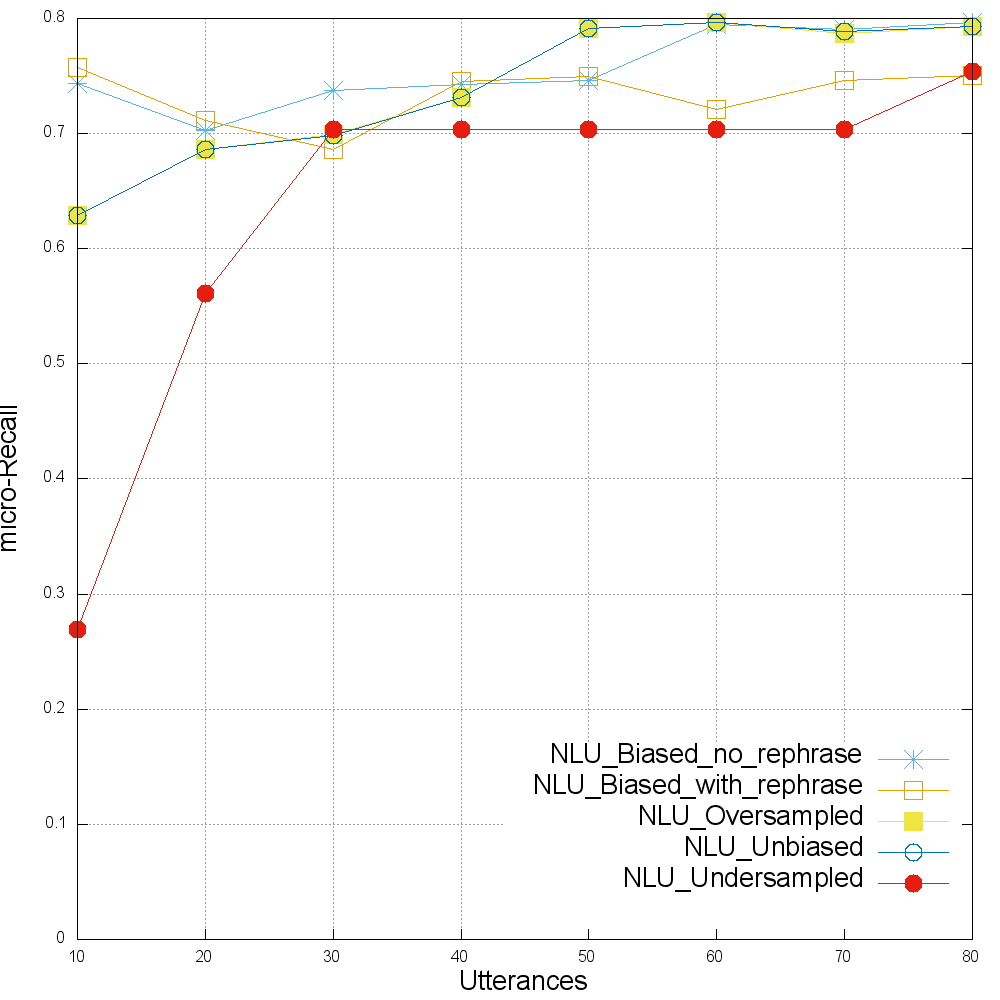 0.8
0.7
0.6
0.5
0.4
0.3
0.2
0.1
0
micro-Recall
NLU_Biased_no_rephrase
NLU_Biased_with_rephrase
NLU_Oversampled
NLU_Unbiased
NLU_Undersampled
10 20 30 40 50 60 70 80
Utterances